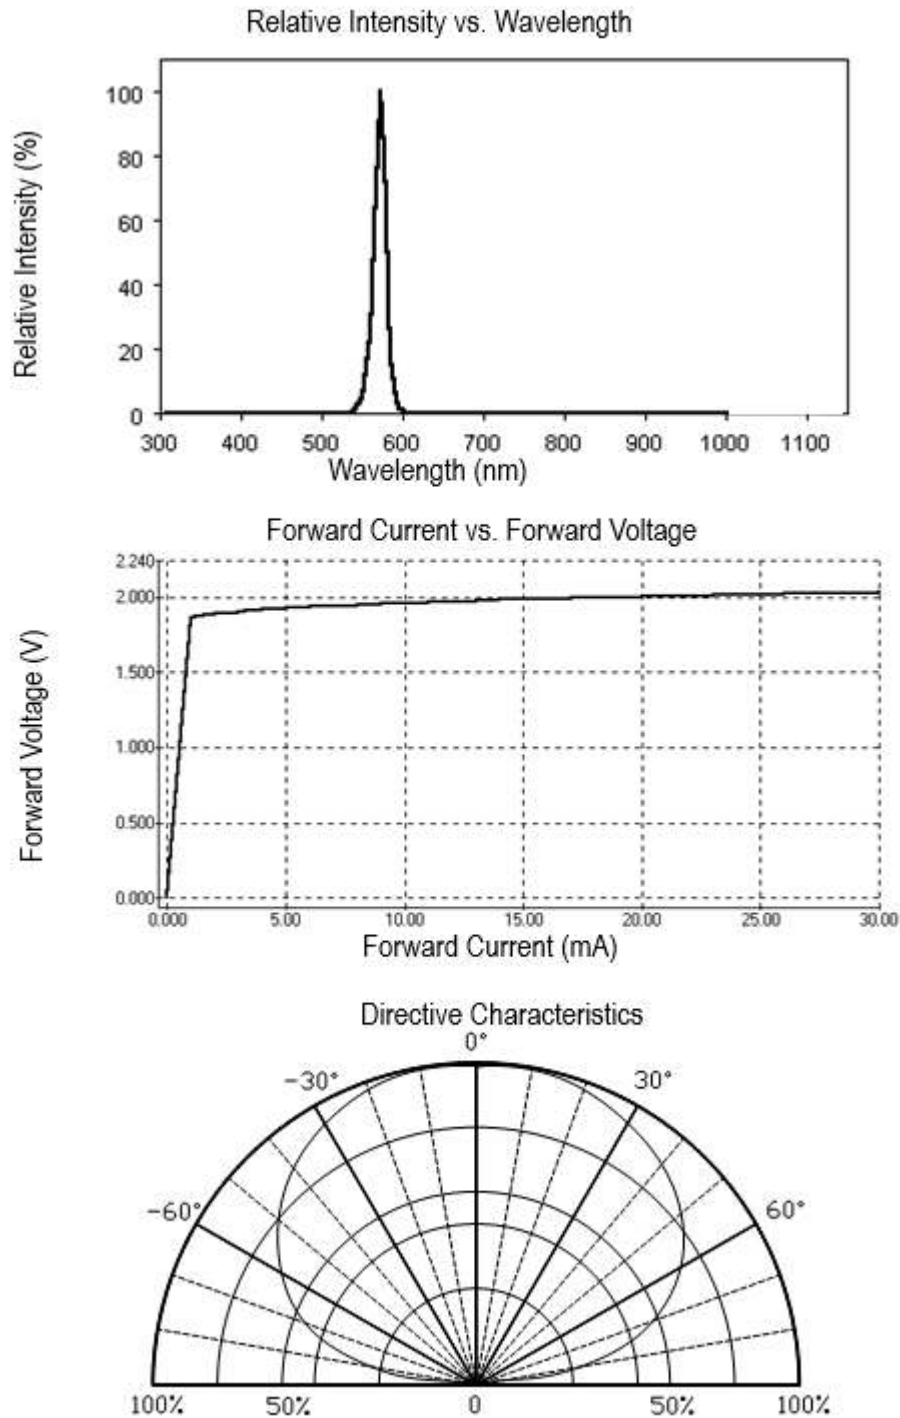 Relative Intensity vs. Wavelength
Relative Intensity (%)
100
80
60
40
20
0
300 400 500 600 700 800 900 1000 1100
Wavelength (nm)
Forward Current vs. Forward Voltage
Forward Voltage (V)
2.240
2.000
1.500
1.000
0.500
0.000
0.000 5.00 10.00 15.00 20.00 25.00 30.00
Forward Current (mA)
Directive Characteristics
0°
-30° 30°
-60° 60°
100% 50% 0 50% 100%